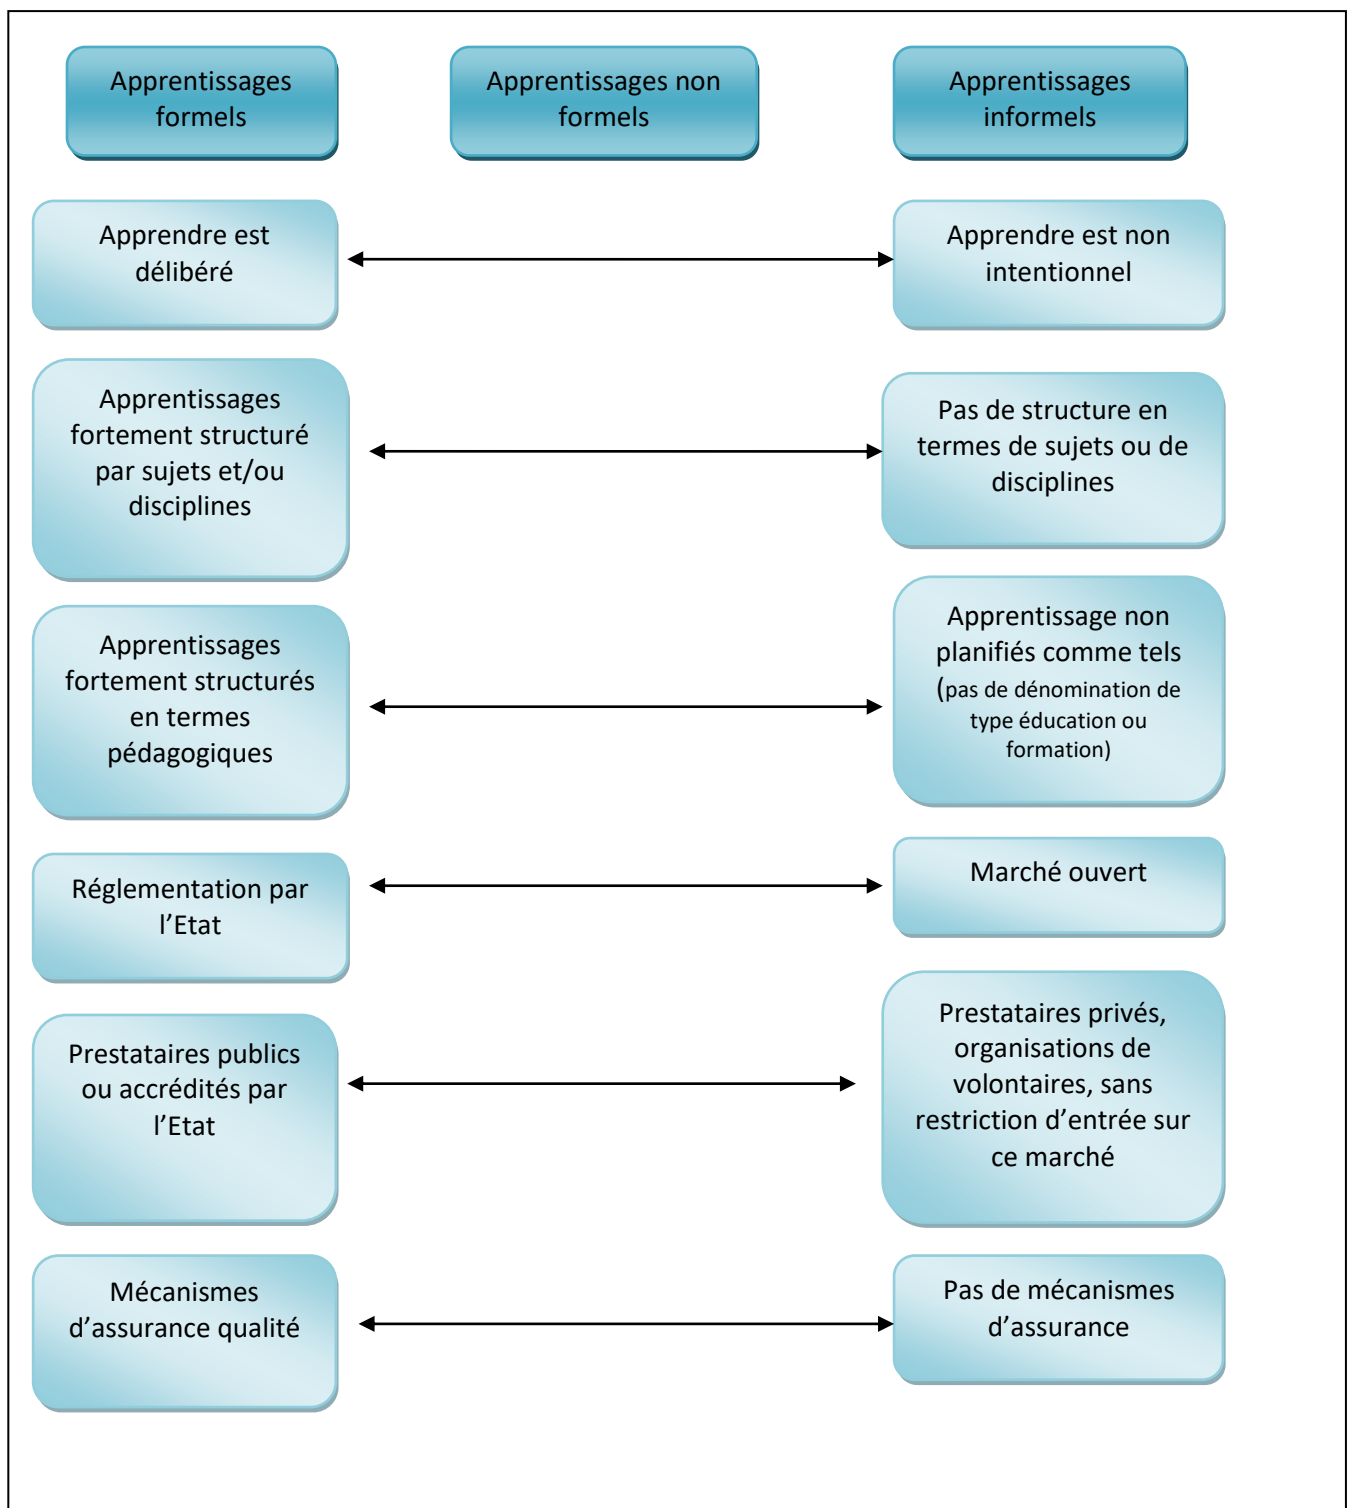 Apprentissages
formels
Apprentissages non
formels
Apprentissages
informels
Apprendre est
délibéré
Apprendre est non
intentionnel
Apprentissages
fortement structuré
par sujets et/ou
disciplines
Pas de structure en
termes de sujets ou de
disciplines
Apprentissages
fortement structurés
en termes
pédagogiques
Apprentissage non
planifiés comme tels
(pas de dénomination de
type éducation ou
formation)
Réglementation par
l’Etat
Marché ouvert
Prestataires publics
ou accrédités par
l’Etat
Prestataires privés,
organisations de
volontaires, sans
restriction d’entrée sur
ce marché
Mécanismes
d’assurance qualité
Pas de mécanismes
d’assurance